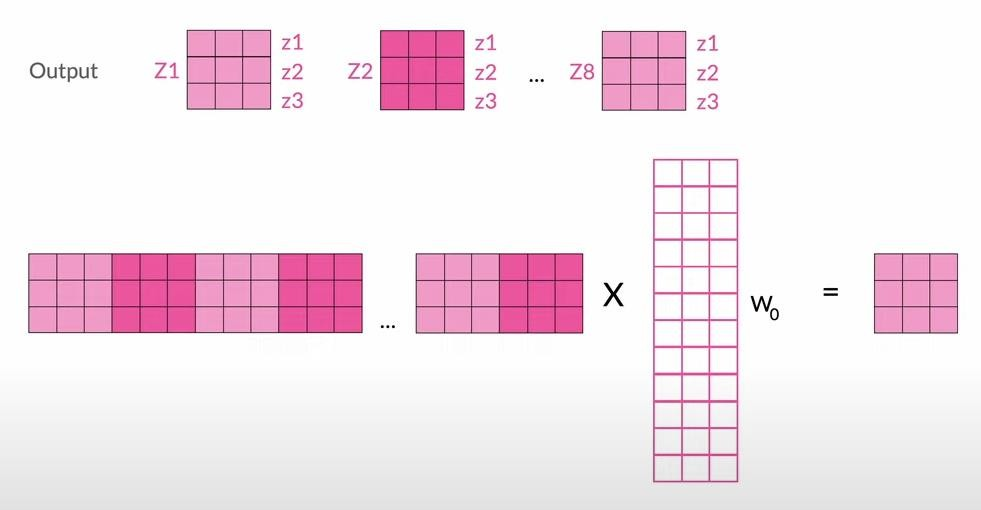 z1 z1 z1
Output Z1 z2 Z2 z2 ... Z8 z2
z3 z3 z3
... X W0 =